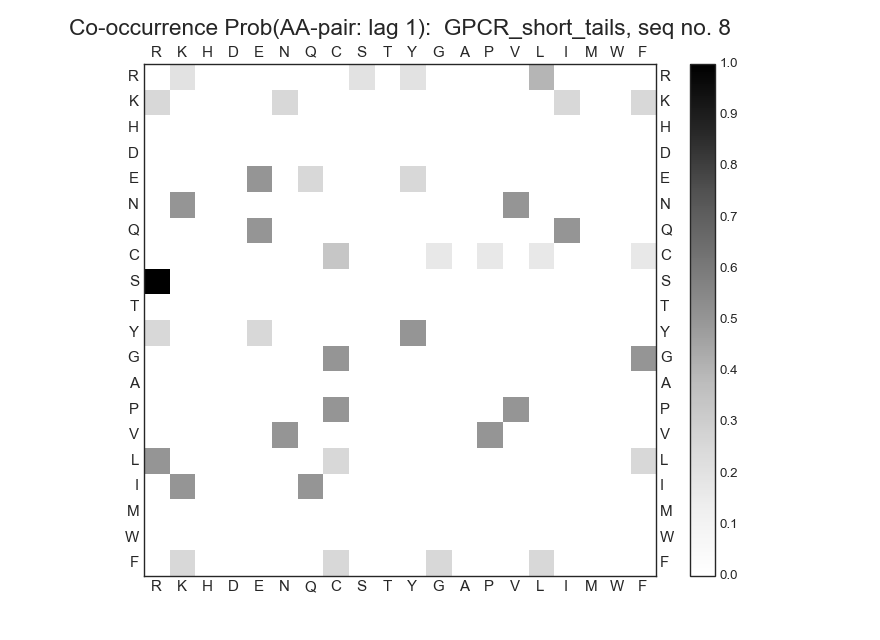 Co-occurrence Prob(AA-pair: lag 1):  GPCR_short_tails, seq no. 8
R K H D E N Q C S T Y G A P V L I M W F
1.0
R R
0.9
K K
H H
0.8
D D
E E
0.7
N N
Q Q
0.6
C C
S S
0.5
T T
Y Y
0.4
G G
A A
0.3
P P
V V
0.2
L L
I I
0.1
M M
W W
F F
0.0
R K H D E N Q C S T Y G A P V L I M W F